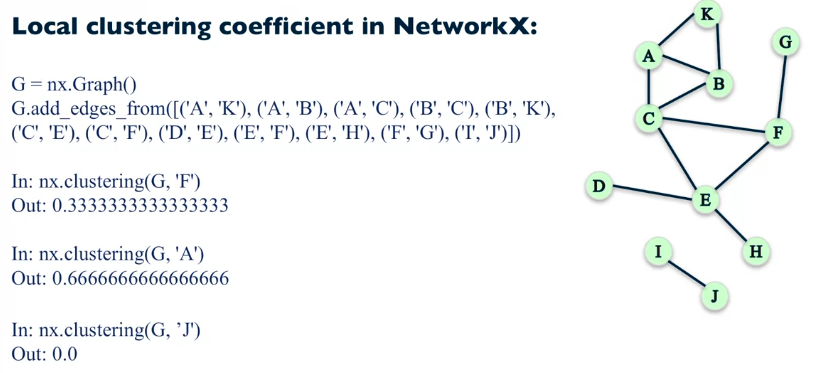 Local clustering coefficient in NetworkX:
G = nx.Graph()
G.add_edges_from([('A', 'K'), ('A', 'B'), ('A', 'C'), ('B', 'C'), ('B', 'K'),
('C', 'E'), ('C', 'F'), ('D', 'E'), ('E', 'F'), ('E', 'H'), ('F', 'G'), ('I', 'J')])
In: nx.clustering(G, 'F')
Out: 0.3333333333333333
In: nx.clustering(G, 'A')
Out: 0.6666666666666666
In: nx.clustering(G, ’J')
Out: 0.0
K
G
A
B
C
F
D
E
I
H
J